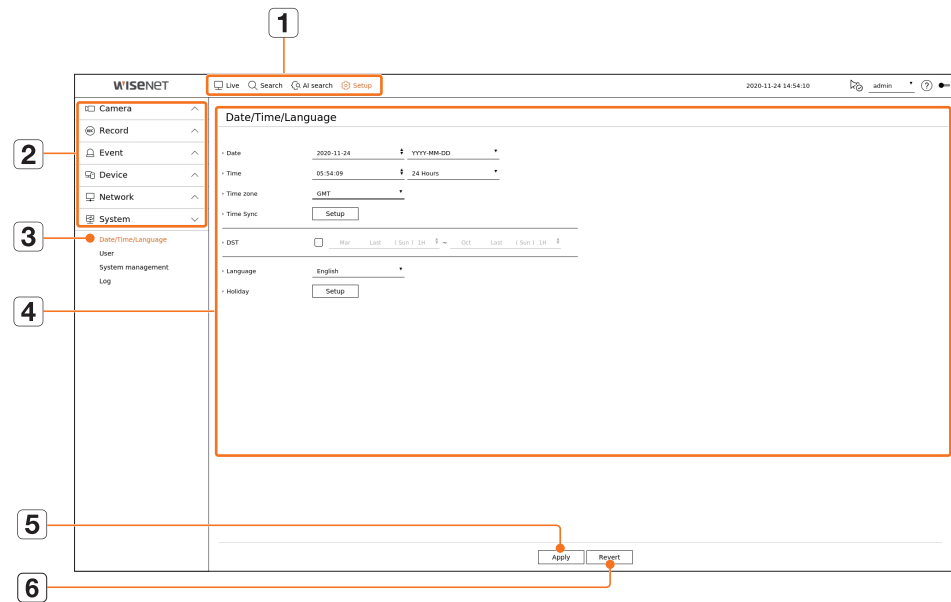 1
WISENET Live Search AI search Setup 2020-11-24 14:54:10 admin ?
Camera
Record
Event
Device
Network
System
2
3
Date/Time/Language
User
System management
Log
4
Date/Time/Language
Date 2020-11-24 YYYY-MM-DD
Time 05:54:09 24 Hours
Time zone GMT
Time Sync Setup
DST Mar Last ( Sun ) 1H ~ Oct Last ( Sun ) 1H
Language English
Holiday Setup
5
Apply Revert
6